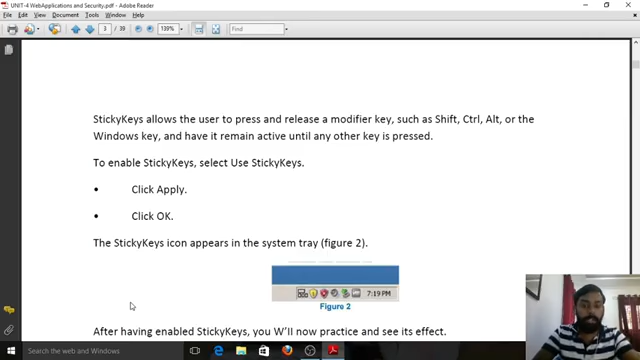 UNIT-4 WebApplications and Security.pdf - Adobe Reader
File Edit View Document Tools Window Help
3 / 39 139% Find
StickyKeys allows the user to press and release a modifier key, such as Shift, Ctrl, Alt, or the
Windows key, and have it remain active until any other key is pressed.
To enable StickyKeys, select Use StickyKeys.
• Click Apply.
• Click OK.
The StickyKeys icon appears in the system tray (figure 2).
7:19 PM
Figure 2
After having enabled StickyKeys, you W'll now practice and see its effect.
Search the web and Windows